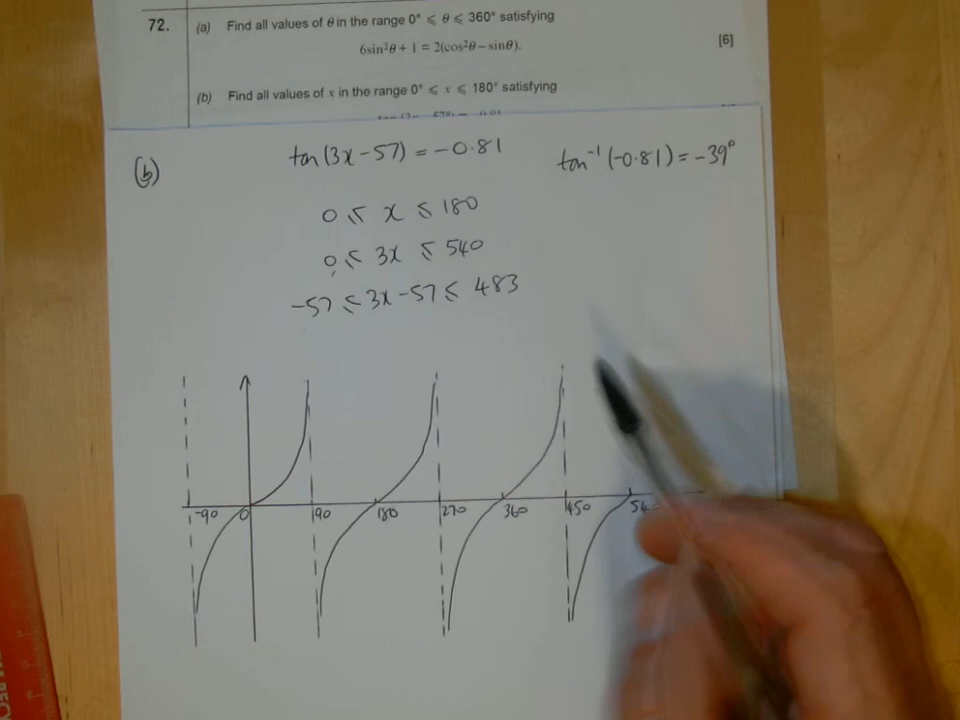 72. (a) Find all values of θ in the range 0° ⩽ θ ⩽ 360° satisfying
6sin²θ + 1 = 2(cos²θ − sinθ).
[6]
(b) Find all values of x in the range 0° ⩽ x ⩽ 180° satisfying
(b) tan(3x − 57) = −0.81 tan⁻¹(−0.81) = −39°
0 ⩽ x ⩽ 180
0 ⩽ 3x ⩽ 540
−57 ⩽ 3x − 57 ⩽ 483
−90 0 90 180 270 360 450